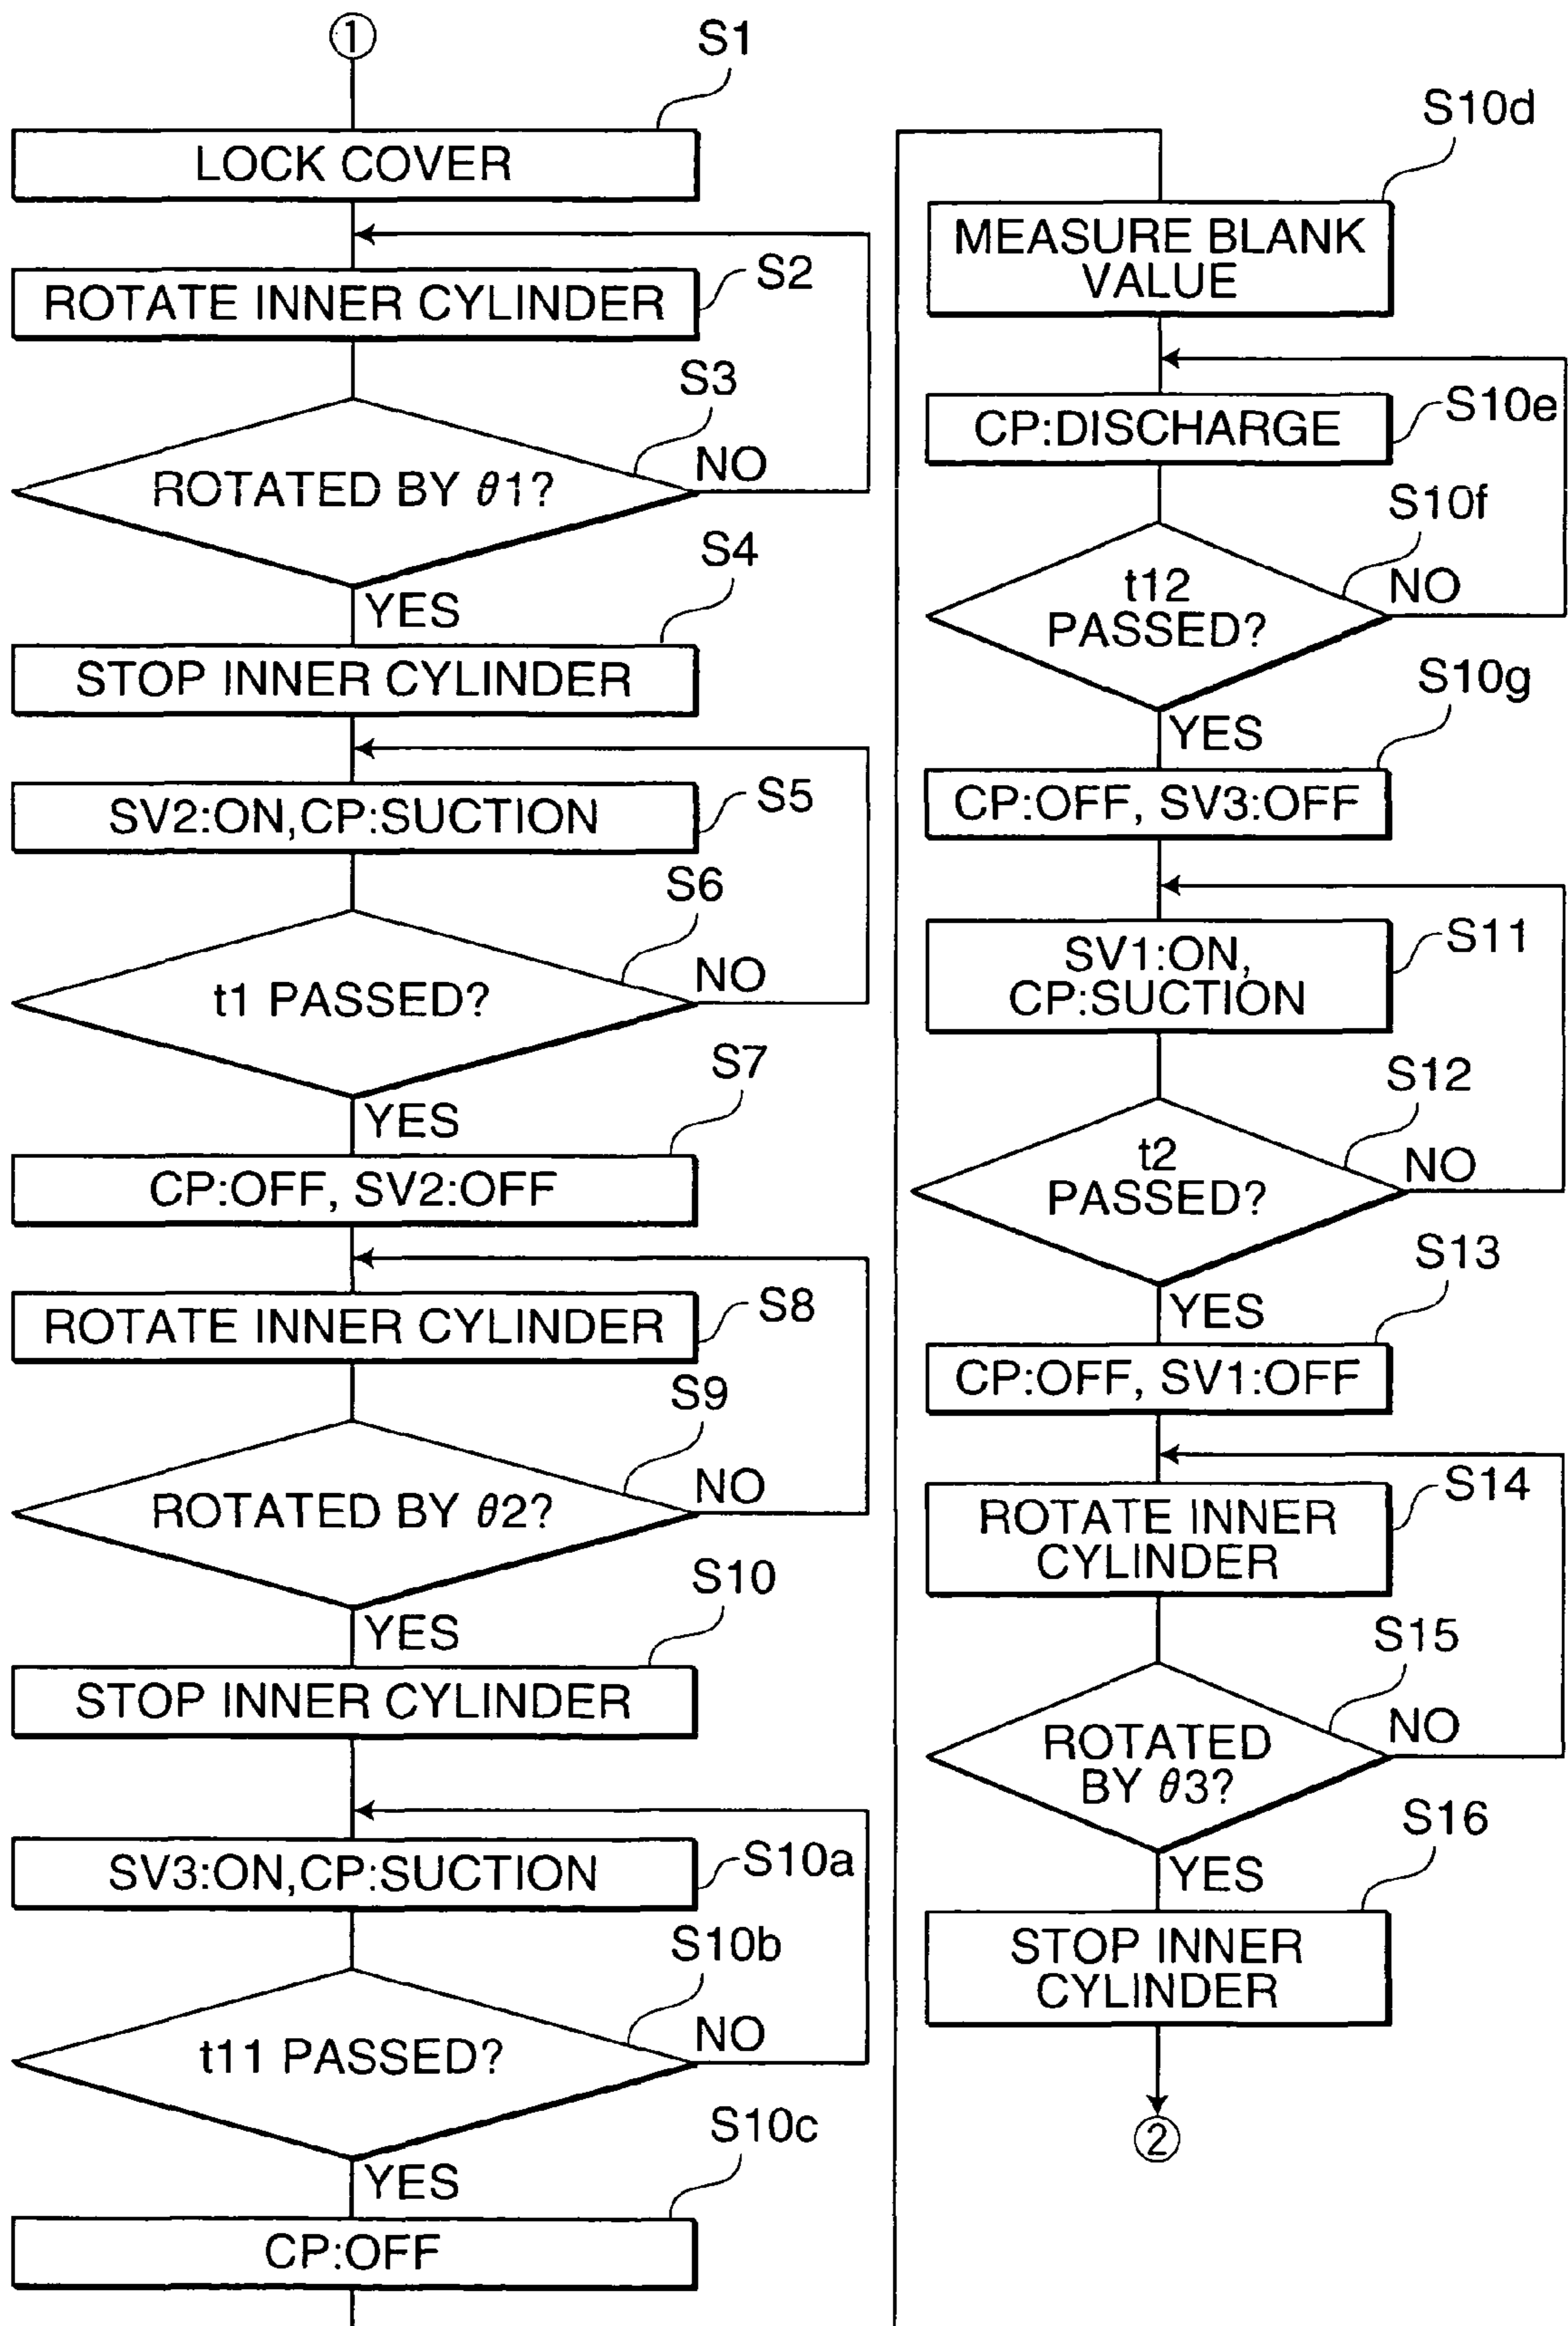 ①
S1
LOCK COVER
S2
ROTATE INNER CYLINDER
S3
ROTATED BY θ1?
NO
YES
S4
STOP INNER CYLINDER
S5
SV2:ON,CP:SUCTION
S6
t1 PASSED?
NO
YES
S7
CP:OFF, SV2:OFF
S8
ROTATE INNER CYLINDER
S9
ROTATED BY θ2?
NO
YES
S10
STOP INNER CYLINDER
S10a
SV3:ON,CP:SUCTION
S10b
t11 PASSED?
NO
YES
S10c
CP:OFF
S10d
MEASURE BLANK
VALUE
S10e
CP:DISCHARGE
S10f
t12
PASSED?
NO
YES
S10g
CP:OFF, SV3:OFF
S11
SV1:ON,
CP:SUCTION
S12
t2
PASSED?
NO
YES
S13
CP:OFF, SV1:OFF
S14
ROTATE INNER
CYLINDER
S15
ROTATED
BY θ3?
NO
YES
S16
STOP INNER
CYLINDER
②